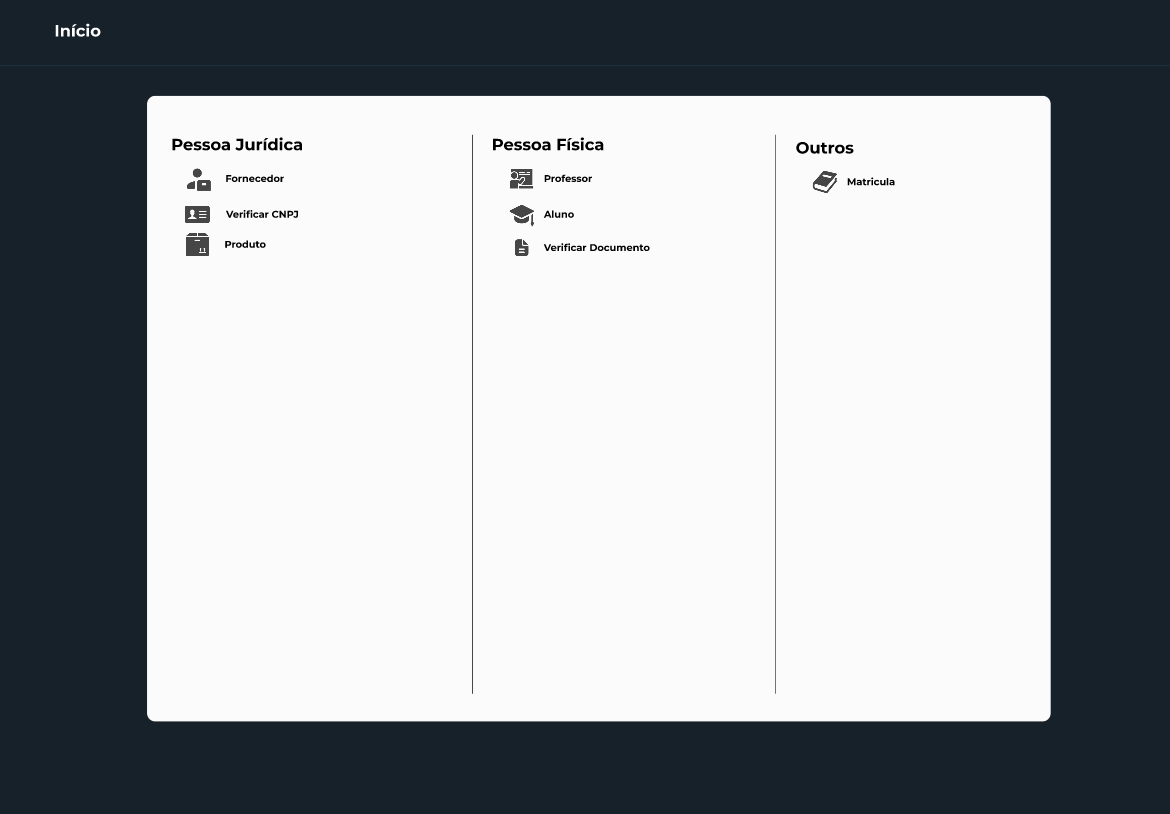 Início
Pessoa Jurídica
Fornecedor
Verificar CNPJ
Produto
Pessoa Física
Professor
Aluno
Verificar Documento
Outros
Matricula